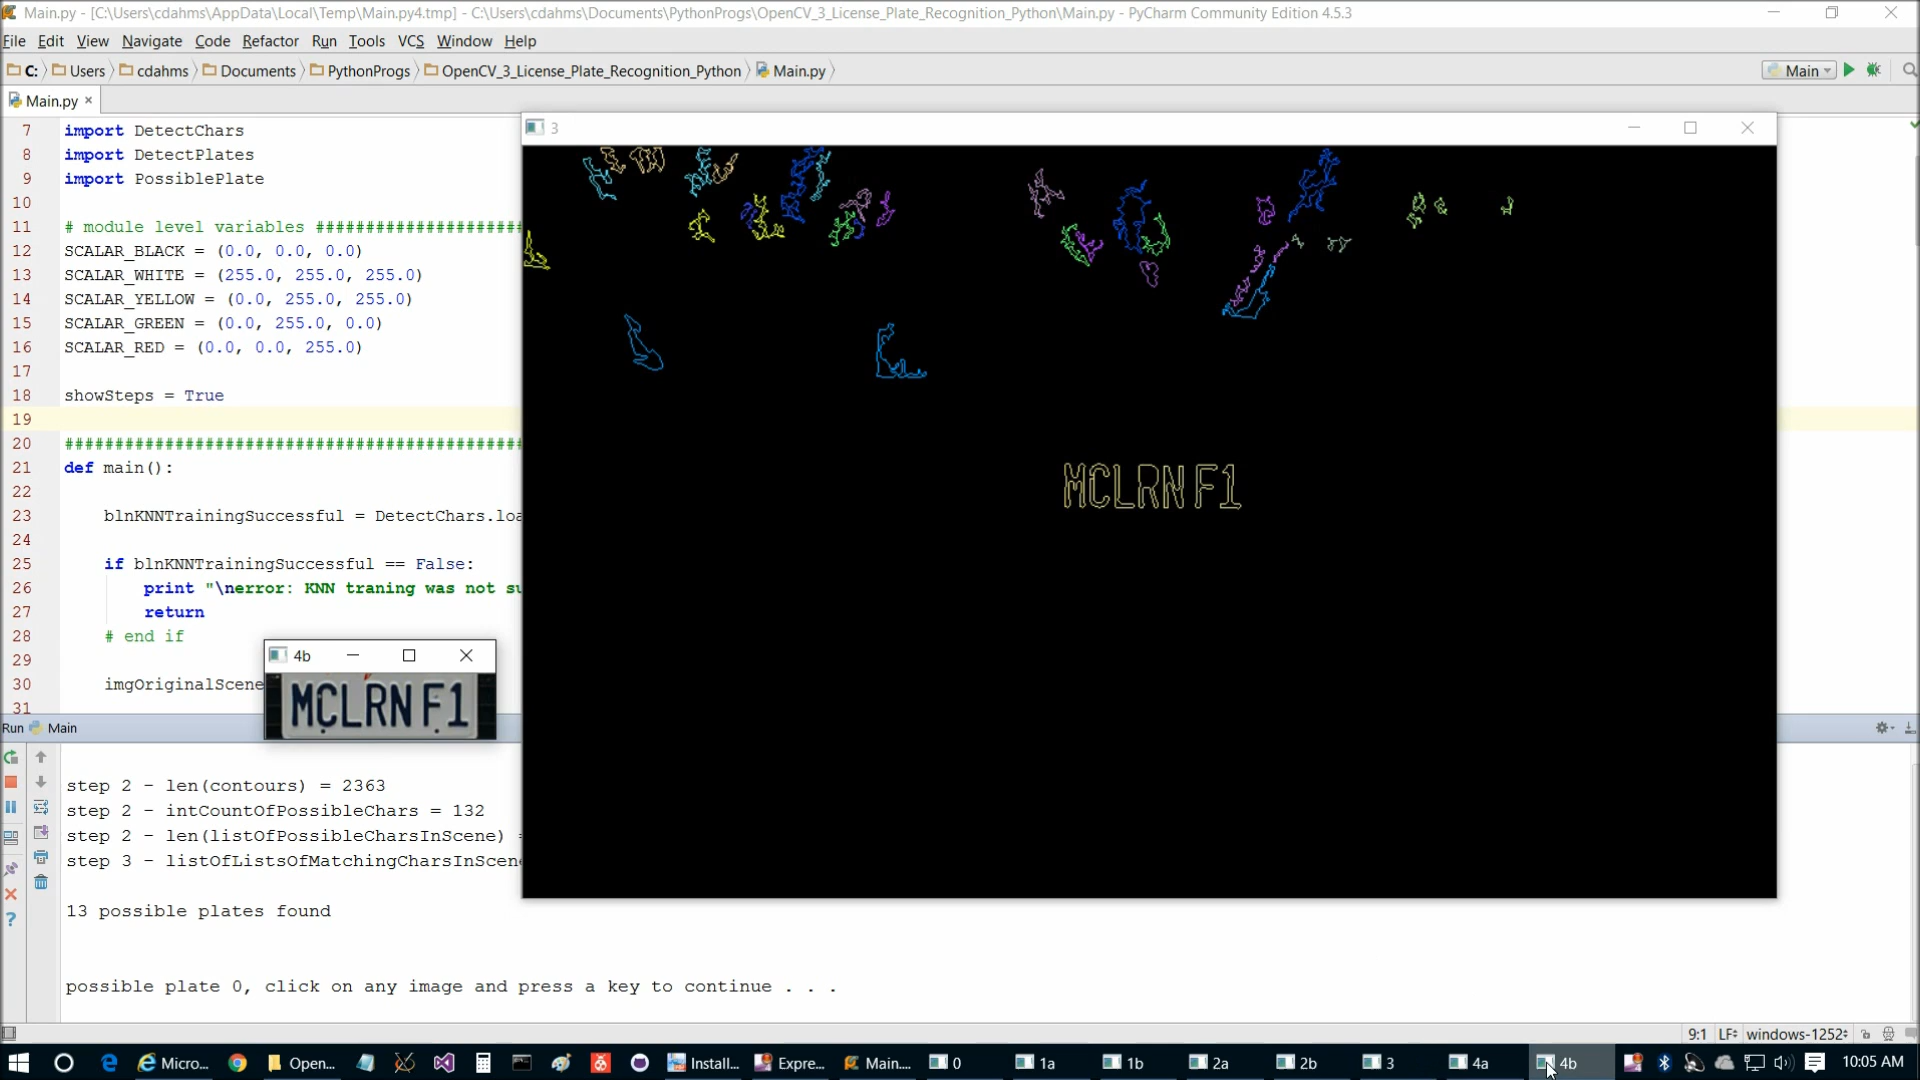 Main.py - [C:\Users\cdahms\AppData\Local\Temp\Main.py4.tmp] - C:\Users\cdahms\Documents\PythonProgs\OpenCV_3_License_Plate_Recognition_Python\Main.py - PyCharm Community Edition 4.5.3
File Edit View Navigate Code Refactor Run Tools VCS Window Help
C: Users cdahms Documents PythonProgs OpenCV_3_License_Plate_Recognition_Python Main.py Main
Main.py
7 import DetectChars
8 import DetectPlates
9 import PossiblePlate
10
11 # module level variables ######################
12 SCALAR_BLACK = (0.0, 0.0, 0.0)
13 SCALAR_WHITE = (255.0, 255.0, 255.0)
14 SCALAR_YELLOW = (0.0, 255.0, 255.0)
15 SCALAR_GREEN = (0.0, 255.0, 0.0)
16 SCALAR_RED = (0.0, 0.0, 255.0)
17
18 showSteps = True
19
20 ##############################################
21 def main():
22
23 blnKNNTrainingSuccessful = DetectChars.loa
24
25 if blnKNNTrainingSuccessful == False:
26 print "\nerror: KNN traning was not su
27 return
28 # end if
29
30 imgOriginalScene
31
3
MCLRN F1
4b
MCLRN F1
Run Main
step 2 - len(contours) = 2363
step 2 - intCountOfPossibleChars = 132
step 2 - len(listOfPossibleCharsInScene) =
step 3 - listOfListsOfMatchingCharsInScene
13 possible plates found
possible plate 0, click on any image and press a key to continue . . .
9:1 LF windows-1252
Micro... Open... Install... Expre... Main.... 0 1a 1b 2a 2b 3 4a 4b 10:05 AM